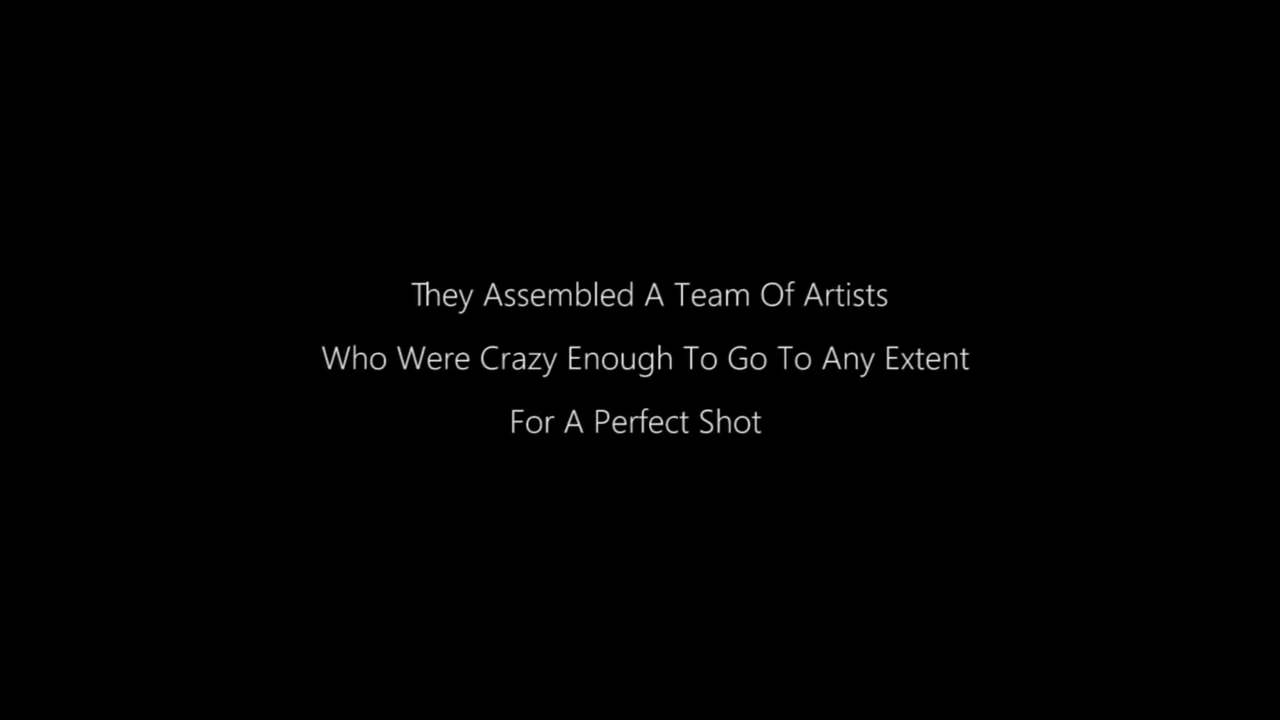 They Assembled A Team Of Artists
Who Were Crazy Enough To Go To Any Extent
For A Perfect Shot